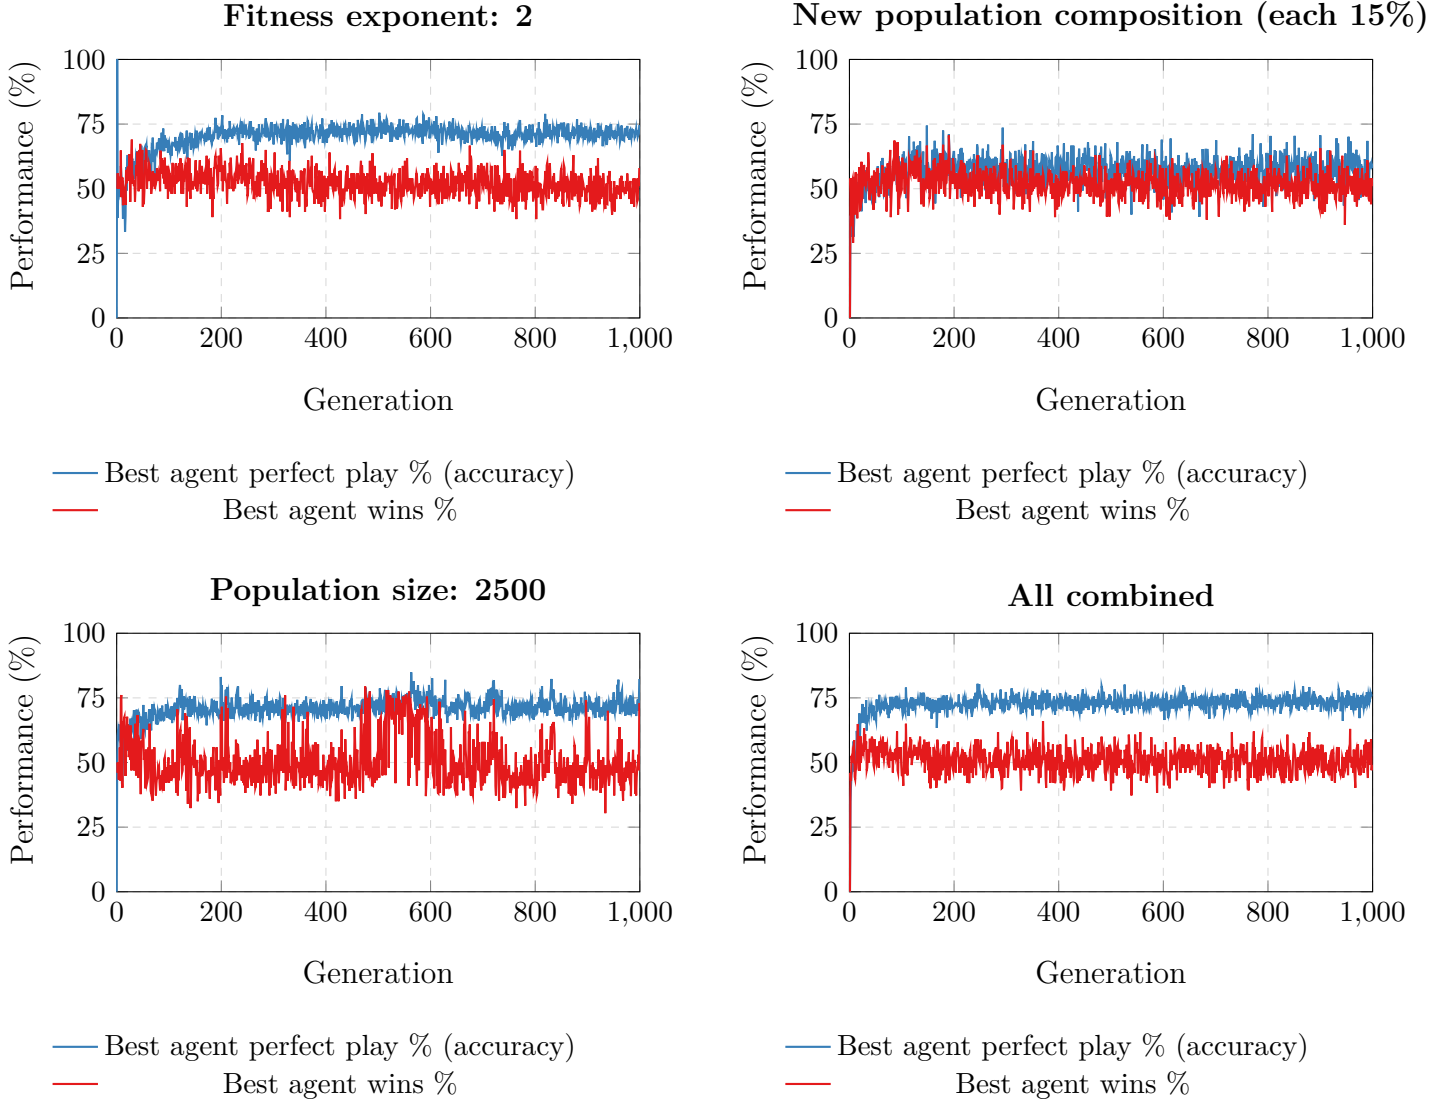 Fitness exponent: 2
Performance (%)
100
75
50
25
0
0 200 400 600 800 1,000
Generation
Best agent perfect play % (accuracy)
Best agent wins %
New population composition (each 15%)
Performance (%)
100
75
50
25
0
0 200 400 600 800 1,000
Generation
Best agent perfect play % (accuracy)
Best agent wins %
Population size: 2500
Performance (%)
100
75
50
25
0
0 200 400 600 800 1,000
Generation
Best agent perfect play % (accuracy)
Best agent wins %
All combined
Performance (%)
100
75
50
25
0
0 200 400 600 800 1,000
Generation
Best agent perfect play % (accuracy)
Best agent wins %